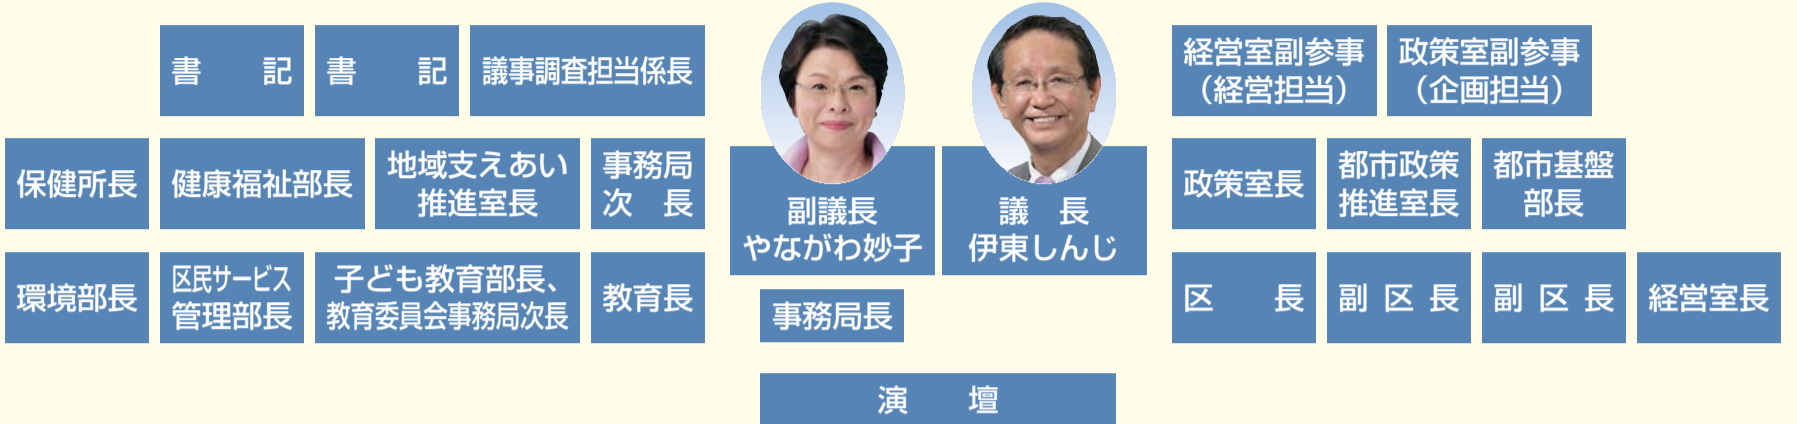 書　　記
書　　記
議事調査担当係長
経営室副参事
（経営担当）
政策室副参事
（企画担当）
保健所長
健康福祉部長
地域支えあい
推進室長
事務局
次　長
副議長
やながわ妙子
議　長
伊東しんじ
政策室長
都市政策
推進室長
都市基盤
部長
環境部長
区民サービス
管理部長
子ども教育部長、
教育委員会事務局次長
教育長
事務局長
区　　長
副 区 長
副 区 長
経営室長
演　　壇